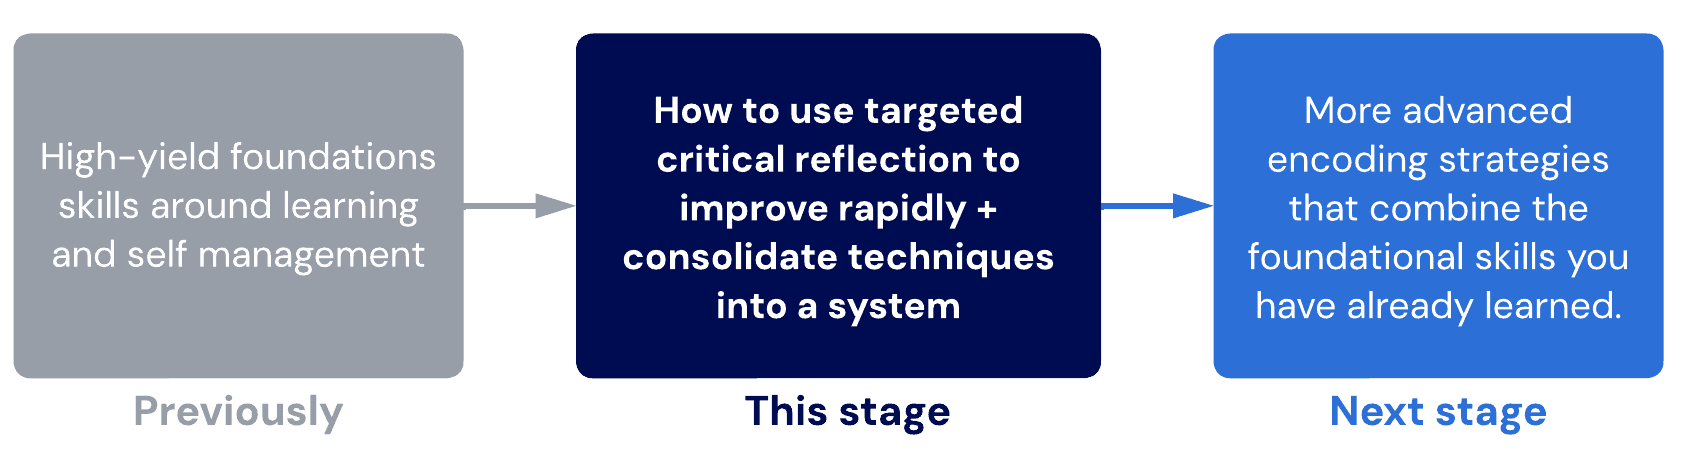 High-yield foundations
skills around learning
and self management
Previously
How to use targeted
critical reflection to
improve rapidly +
consolidate techniques
into a system
This stage
More advanced
encoding strategies
that combine the
foundational skills you
have already learned.
Next stage